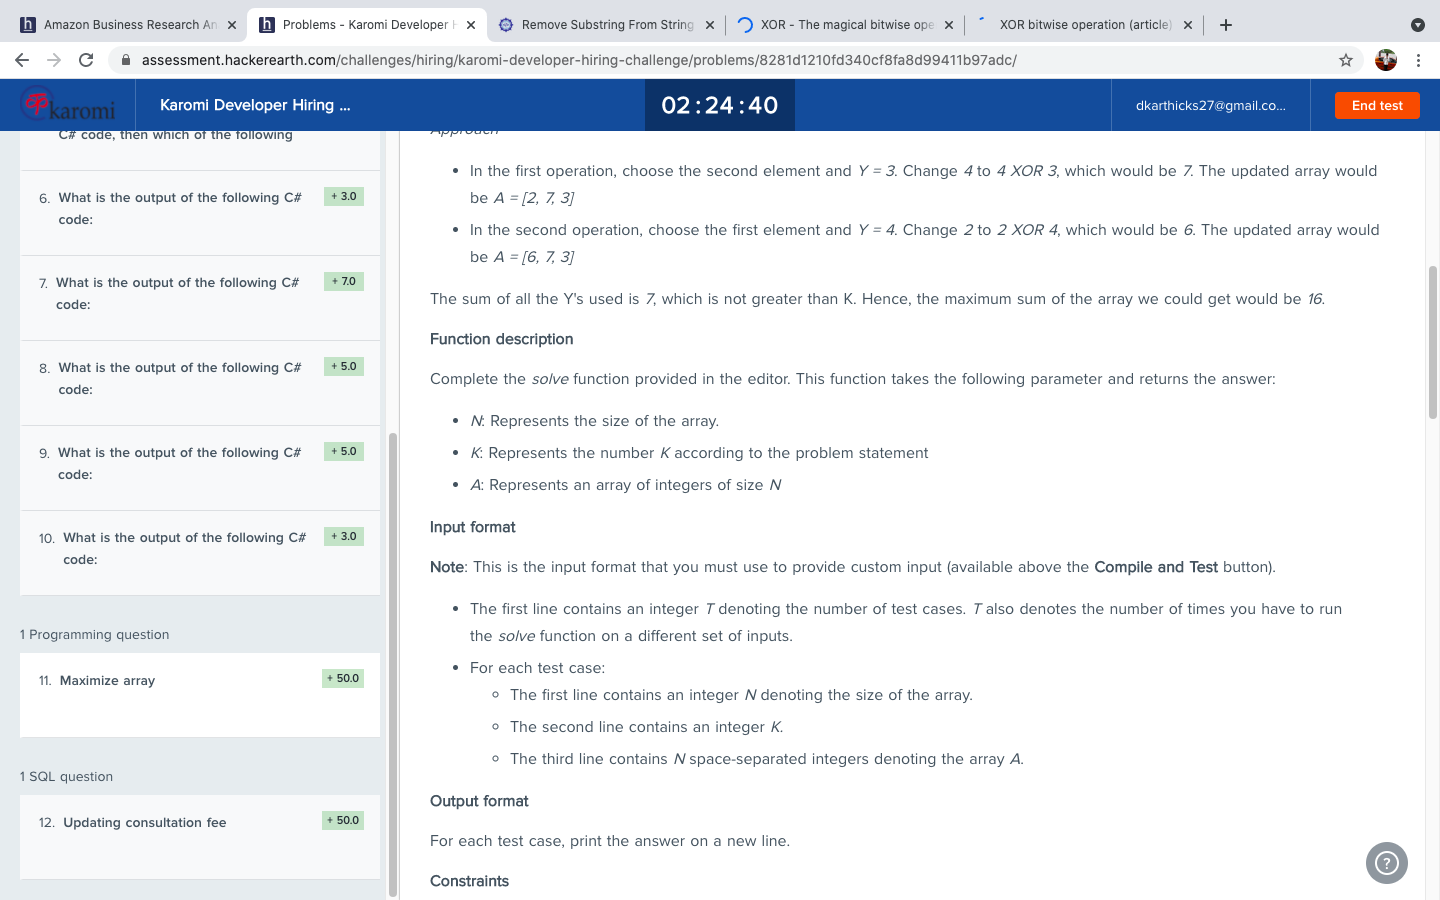 Amazon Business Research An
Problems - Karomi Developer H
Remove Substring From String
XOR - The magical bitwise ope
XOR bitwise operation (article)
assessment.hackerearth.com/challenges/hiring/karomi-developer-hiring-challenge/problems/8281d1210fd340cf8fa8d99411b97adc/
karomi
Karomi Developer Hiring ...
02:24:40
dkarthicks27@gmail.co...
End test
C# code, then which of the following
6. What is the output of the following C# code:
+ 3.0
7. What is the output of the following C# code:
+ 7.0
8. What is the output of the following C# code:
+ 5.0
9. What is the output of the following C# code:
+ 5.0
10. What is the output of the following C# code:
+ 3.0
1 Programming question
11. Maximize array
+ 50.0
1 SQL question
12. Updating consultation fee
+ 50.0
Approach
• In the first operation, choose the second element and Y = 3. Change 4 to 4 XOR 3, which would be 7. The updated array would
be A = [2, 7, 3]
• In the second operation, choose the first element and Y = 4. Change 2 to 2 XOR 4, which would be 6. The updated array would
be A = [6, 7, 3]
The sum of all the Y's used is 7, which is not greater than K. Hence, the maximum sum of the array we could get would be 16.
Function description
Complete the solve function provided in the editor. This function takes the following parameter and returns the answer:
• N: Represents the size of the array.
• K: Represents the number K according to the problem statement
• A: Represents an array of integers of size N
Input format
Note: This is the input format that you must use to provide custom input (available above the Compile and Test button).
• The first line contains an integer T denoting the number of test cases. T also denotes the number of times you have to run
the solve function on a different set of inputs.
• For each test case:
◦ The first line contains an integer N denoting the size of the array.
◦ The second line contains an integer K.
◦ The third line contains N space-separated integers denoting the array A.
Output format
For each test case, print the answer on a new line.
Constraints